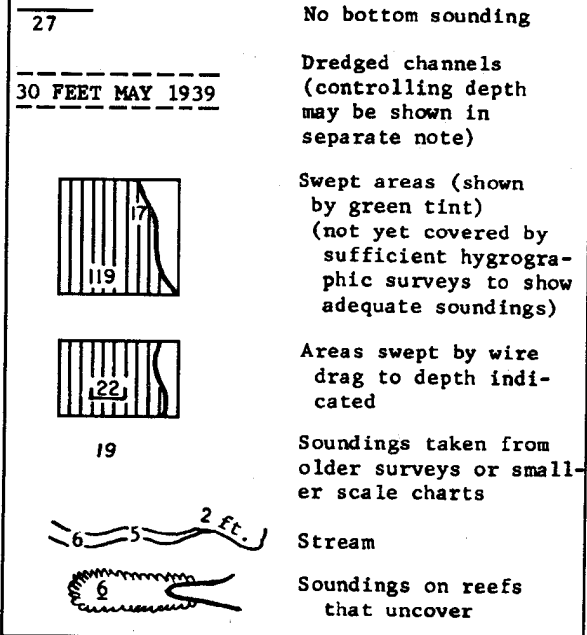 27
No bottom sounding
30 FEET MAY 1939
Dredged channels
(controlling depth
may be shown in
separate note)
17
119
Swept areas (shown
by green tint)
(not yet covered by
sufficient hygrogra-
phic surveys to show
adequate soundings)
22
Areas swept by wire
drag to depth indi-
cated
19
Soundings taken from
older surveys or small-
er scale charts
6 5 2 ft.
Stream
6
Soundings on reefs
that uncover